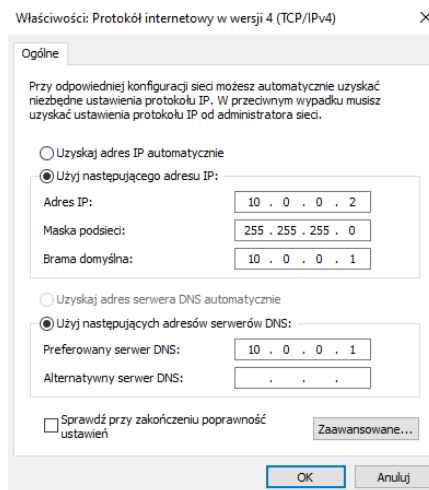 Właściwości: Protokół internetowy w wersji 4 (TCP/IPv4)
Ogólne
Przy odpowiedniej konfiguracji sieci możesz automatycznie uzyskać
niezbędne ustawienia protokołu IP. W przeciwnym wypadku musisz
uzyskać ustawienia protokołu IP od administratora sieci.
Uzyskaj adres IP automatycznie
Użyj następującego adresu IP:
Adres IP: 10 . 0 . 0 . 2
Maska podsieci: 255 . 255 . 255 . 0
Brama domyślna: 10 . 0 . 0 . 1
Uzyskaj adres serwera DNS automatycznie
Użyj następujących adresów serwerów DNS:
Preferowany serwer DNS: 10 . 0 . 0 . 1
Alternatywny serwer DNS: . . .
Sprawdź przy zakończeniu poprawność
ustawień
Zaawansowane...
OK Anuluj